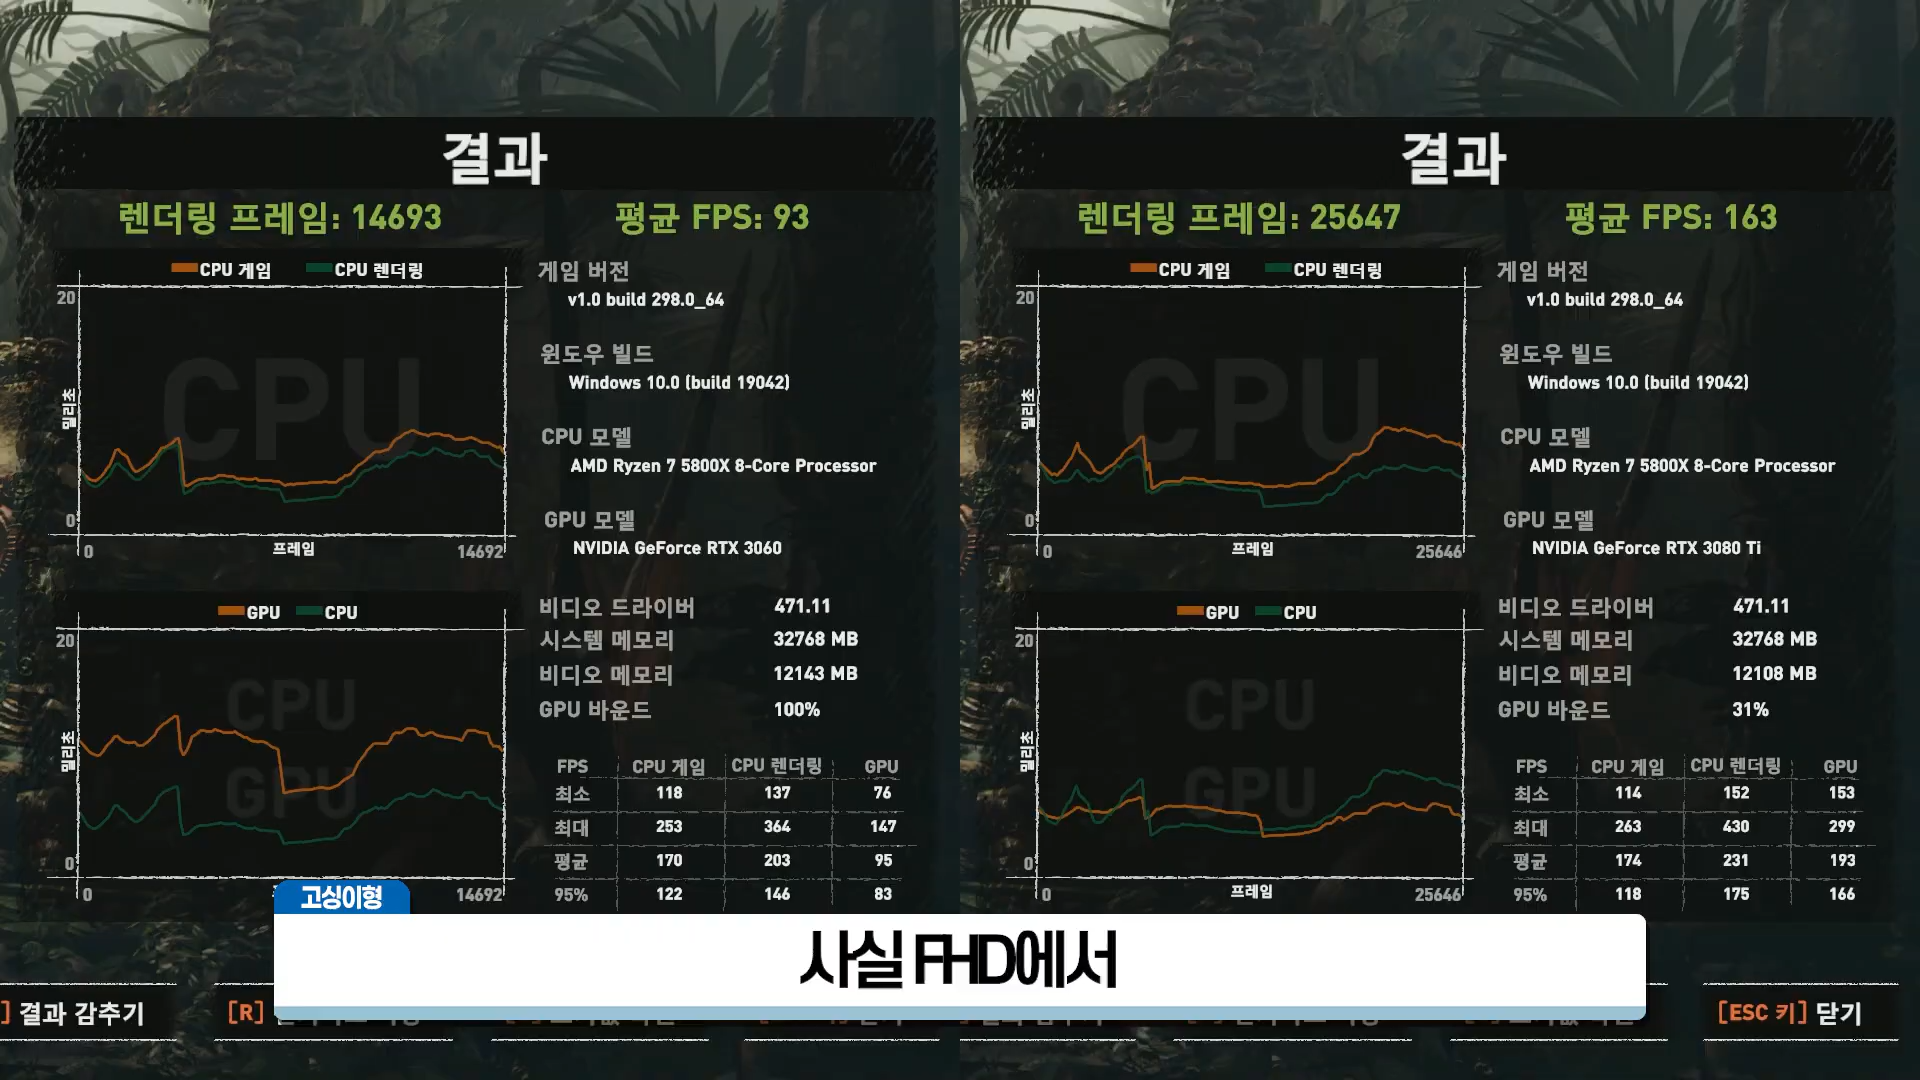 결과
렌더링 프레임: 14693
평균 FPS: 93
CPU 게임 CPU 렌더링
20
CPU
밀리초
0
0 프레임 14692
게임 버전
v1.0 build 298.0_64
윈도우 빌드
Windows 10.0 (build 19042)
CPU 모델
AMD Ryzen 7 5800X 8-Core Processor
GPU 모델
NVIDIA GeForce RTX 3060
GPU CPU
20
CPU
GPU
밀리초
0
0 14692
비디오 드라이버 471.11
시스템 메모리 32768 MB
비디오 메모리 12143 MB
GPU 바운드 100%
FPS CPU 게임 CPU 렌더링 GPU
최소 118 137 76
최대 253 364 147
평균 170 203 95
95% 122 146 83
결과
렌더링 프레임: 25647
평균 FPS: 163
CPU 게임 CPU 렌더링
20
CPU
밀리초
0
0 프레임 25646
게임 버전
v1.0 build 298.0_64
윈도우 빌드
Windows 10.0 (build 19042)
CPU 모델
AMD Ryzen 7 5800X 8-Core Processor
GPU 모델
NVIDIA GeForce RTX 3080 Ti
GPU CPU
20
CPU
GPU
밀리초
0
0 프레임 25646
비디오 드라이버 471.11
시스템 메모리 32768 MB
비디오 메모리 12108 MB
GPU 바운드 31%
FPS CPU 게임 CPU 렌더링 GPU
최소 114 152 153
최대 263 430 299
평균 174 231 193
95% 118 175 166
고싱이형
사실 FHD에서
] 결과 감추기
[R]
[ESC 키] 닫기